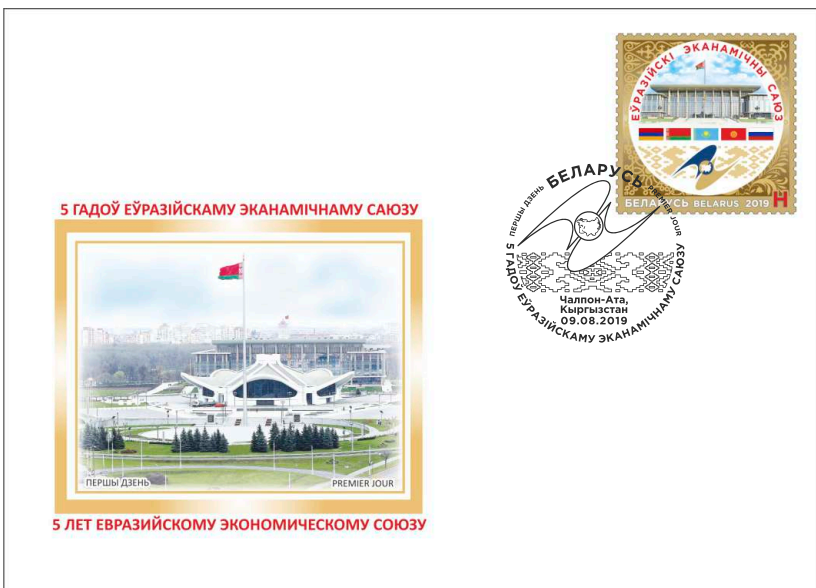 ЕЎРАЗІЙСКІ ЭКАНАМІЧНЫ САЮЗ
БЕЛАРУСЬ BELARUS 2019 H
БЕЛАРУСЬ
ПЕРШЫ ДЗЕНЬ
PREMIER JOUR
5 ГАДОЎ ЕЎРАЗІЙСКАМУ ЭКАНАМІЧНАМУ САЮЗУ
Чалпон-Ата,
Кыргызстан
09.08.2019
5 ГАДОЎ ЕЎРАЗІЙСКАМУ ЭКАНАМІЧНАМУ САЮЗУ
ПЕРШЫ ДЗЕНЬ
PREMIER JOUR
5 ЛЕТ ЕВРАЗИЙСКОМУ ЭКОНОМИЧЕСКОМУ СОЮЗУ